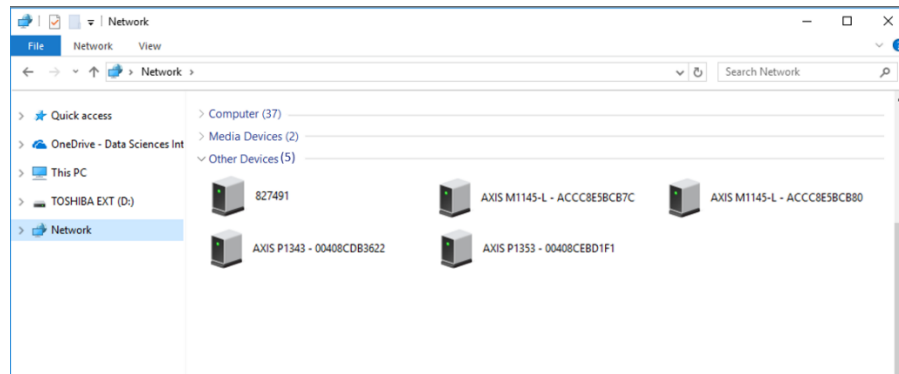 Network
File Network View
Network
Search Network
Quick access
OneDrive - Data Sciences Int
This PC
TOSHIBA EXT (D:)
Network
Computer (37)
Media Devices (2)
Other Devices(5)
827491
AXIS M1145-L - ACCC8E5BCB7C
AXIS M1145-L - ACCC8E5BCB80
AXIS P1343 - 00408CDB3622
AXIS P1353 - 00408CEBD1F1